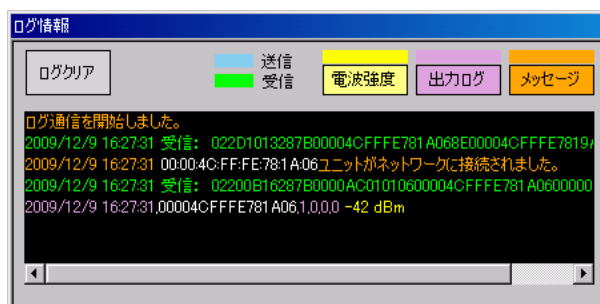 ログ情報
ログクリア
送信
受信
電波強度
出力ログ
メッセージ
ログ通信を開始しました。
2009/12/9 16:27:31 受信: 022D1013287B00004CFFFE781A068E00004CFFFE7819
2009/12/9 16:27:31 00:00:4C:FF:FE:78:1A:06ユニットがネットワークに接続されました。
2009/12/9 16:27:31 受信: 02200B16287B0000AC01010600004CFFFE781A0600000
2009/12/9 16:27:31,00004CFFFE781A06,1,0,0,0 -42 dBm